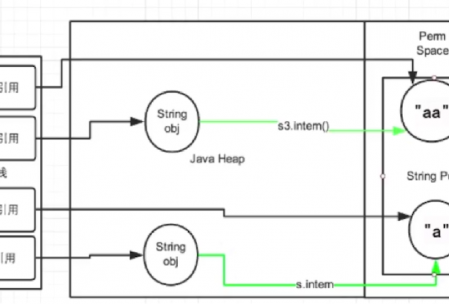 Perm
Space
引用
String
obj
"aa"
s3.intern()
引用
Java Heap
栈
String P
引用
"a"
String
obj
引用
s.intern